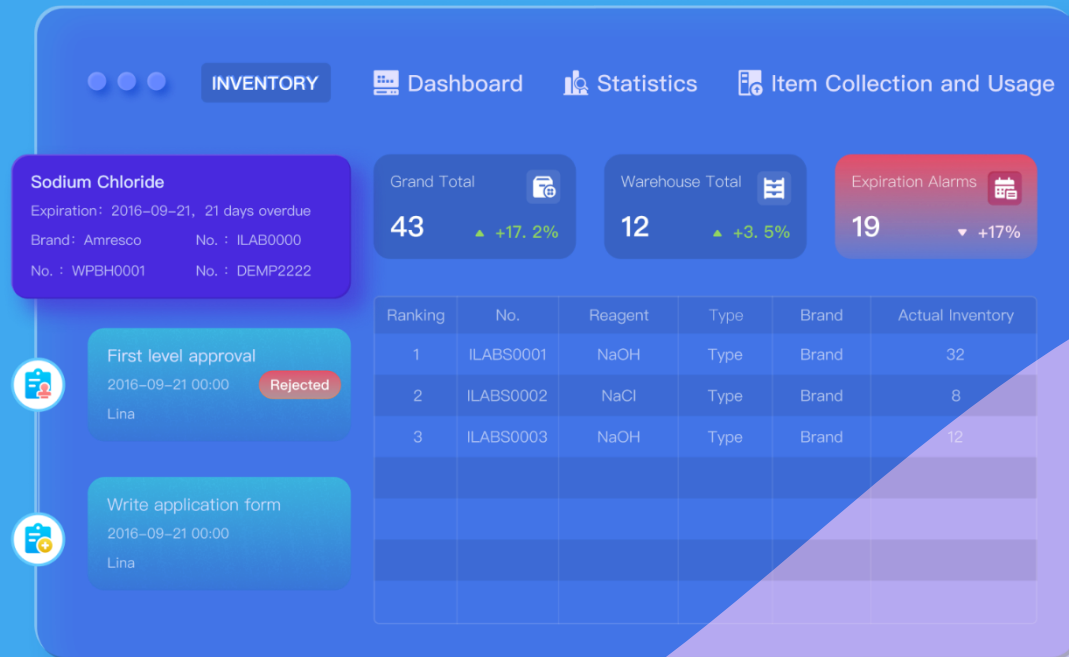 INVENTORY Dashboard Statistics Item Collection and Usage
Sodium Chloride
Expiration: 2016-09-21, 21 days overdue
Brand: Amresco No. : ILAB0000
No. : WPBH0001 No. : DEMP2222
Grand Total
43 ▲ +17. 2%
Warehouse Total
12 ▲ +3. 5%
Expiration Alarms
19 ▼ +17%
First level approval
2016-09-21 00:00 Rejected
Lina
Write application form
2016-09-21 00:00
Lina
Ranking No. Reagent Type Brand Actual Inventory
1 ILABS0001 NaOH Type Brand 32
2 ILABS0002 NaCl Type Brand 8
3 ILABS0003 NaOH Type Brand 12